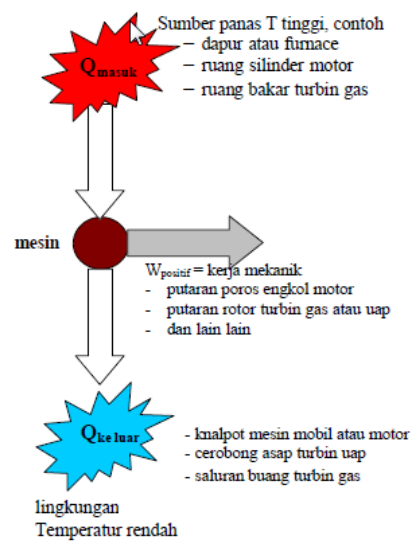 Sumber panas T tinggi, contoh
– dapur atau furnace
– ruang silinder motor
– ruang bakar turbin gas
Qmasuk
mesin
Wpositif = kerja mekanik
- putaran poros engkol motor
- putaran rotor turbin gas atau uap
- dan lain lain
Qkeluar
- knalpot mesin mobil atau motor
- cerobong asap turbin uap
- saluran buang turbin gas
lingkungan
Temperatur rendah